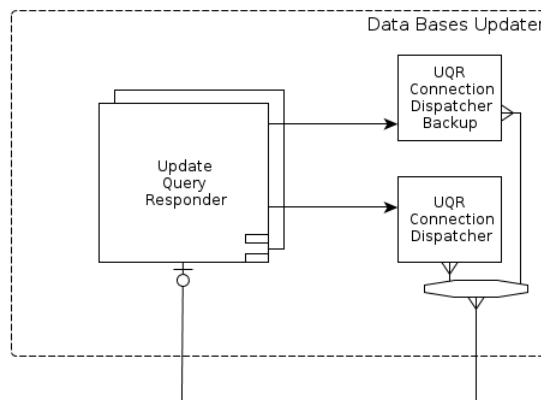 Data Bases Updater
UQR
Connection
Dispatcher
Backup
Update
Query
Responder
UQR
Connection
Dispatcher